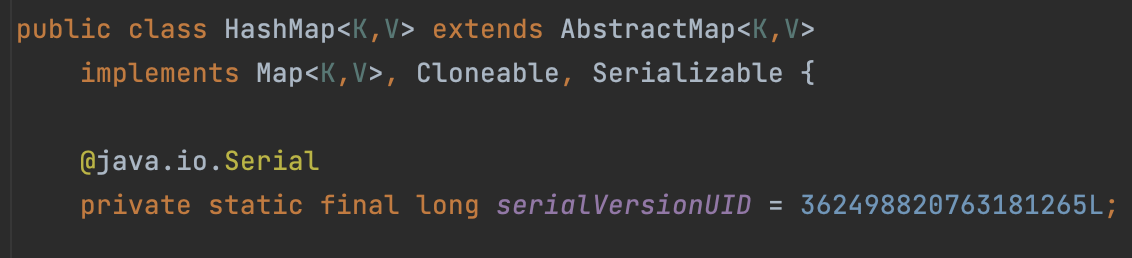 public class HashMap<K,V> extends AbstractMap<K,V>
    implements Map<K,V>, Cloneable, Serializable {
    @java.io.Serial
    private static final long serialVersionUID = 362498820763181265L;